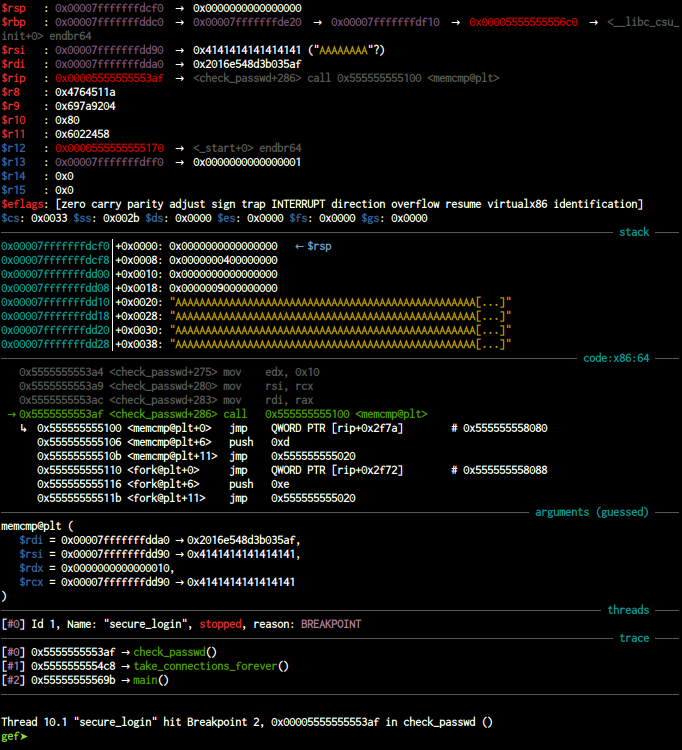 $rsp   : 0x00007fffffffdcf0 → 0x0000000000000000
$rbp   : 0x00007fffffffddc0 → 0x00007fffffffde20 → 0x00007fffffffdf10 → 0x00005555555556c0 → <__libc_csu_
init+0> endbr64
$rsi   : 0x00007fffffffdd90 → 0x4141414141414141 ("AAAAAAAA"?)
$rdi   : 0x00007fffffffdda0 → 0x2016e548d3b035af
$rip   : 0x00005555555553af → <check_passwd+286> call 0x555555555100 <memcmp@plt>
$r8    : 0x4764511a
$r9    : 0x697a9204
$r10   : 0x80
$r11   : 0x6022458
$r12   : 0x0000555555555170 → <_start+0> endbr64
$r13   : 0x00007fffffffdff0 → 0x0000000000000001
$r14   : 0x0
$r15   : 0x0
$eflags: [zero carry parity adjust sign trap INTERRUPT direction overflow resume virtualx86 identification]
$cs: 0x0033 $ss: 0x002b $ds: 0x0000 $es: 0x0000 $fs: 0x0000 $gs: 0x0000
stack
0x00007fffffffdcf0│+0x0000: 0x0000000000000000   ← $rsp
0x00007fffffffdcf8│+0x0008: 0x0000000400000000
0x00007fffffffdd00│+0x0010: 0x0000000000000000
0x00007fffffffdd08│+0x0018: 0x0000009000000000
0x00007fffffffdd10│+0x0020: "AAAAAAAAAAAAAAAAAAAAAAAAAAAAAAAAAAAAAAAAAAAAAAAAA[...]"
0x00007fffffffdd18│+0x0028: "AAAAAAAAAAAAAAAAAAAAAAAAAAAAAAAAAAAAAAAAAAAAAAAAA[...]"
0x00007fffffffdd20│+0x0030: "AAAAAAAAAAAAAAAAAAAAAAAAAAAAAAAAAAAAAAAAAAAAAAAAA[...]"
0x00007fffffffdd28│+0x0038: "AAAAAAAAAAAAAAAAAAAAAAAAAAAAAAAAAAAAAAAAAAAAAAAAA[...]"
code:x86:64
0x5555555553a4 <check_passwd+275> mov    edx, 0x10
0x5555555553a9 <check_passwd+280> mov    rsi, rcx
0x5555555553ac <check_passwd+283> mov    rdi, rax
→ 0x5555555553af <check_passwd+286> call   0x555555555100 <memcmp@plt>
↳  0x555555555100 <memcmp@plt+0>   jmp    QWORD PTR [rip+0x2f7a]        # 0x555555558080
0x555555555106 <memcmp@plt+6>   push   0xd
0x55555555510b <memcmp@plt+11>  jmp    0x555555555020
0x555555555110 <fork@plt+0>     jmp    QWORD PTR [rip+0x2f72]        # 0x555555558088
0x555555555116 <fork@plt+6>     push   0xe
0x55555555511b <fork@plt+11>    jmp    0x555555555020
arguments (guessed)
memcmp@plt (
$rdi = 0x00007fffffffdda0 → 0x2016e548d3b035af,
$rsi = 0x00007fffffffdd90 → 0x4141414141414141,
$rdx = 0x0000000000000010,
$rcx = 0x00007fffffffdd90 → 0x4141414141414141
)
threads
[#0] Id 1, Name: "secure_login", stopped, reason: BREAKPOINT
trace
[#0] 0x5555555553af → check_passwd()
[#1] 0x5555555554c8 → take_connections_forever()
[#2] 0x55555555569b → main()
Thread 10.1 "secure_login" hit Breakpoint 2, 0x00005555555553af in check_passwd ()
gef➤